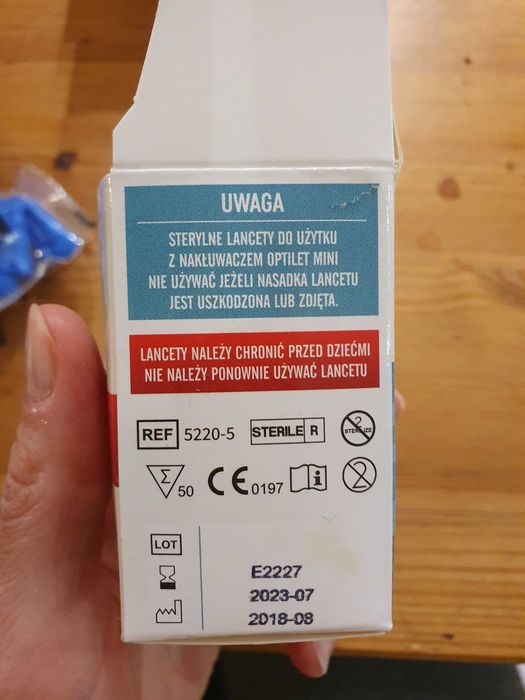 UWAGA
STERYLNE LANCETY DO UŻYTKU
Z NAKŁUWACZEM OPTILET MINI
NIE UŻYWAĆ JEŻELI NASADKA LANCETU
JEST USZKODZONA LUB ZDJĘTA.
LANCETY NALEŻY CHRONIĆ PRZED DZIEĆMI
NIE NALEŻY PONOWNIE UŻYWAĆ LANCETU
REF 5220-5 STERILE R 2 STERILIZE
Σ 50 CE 0197 i 2
LOT E2227
2023-07
2018-08